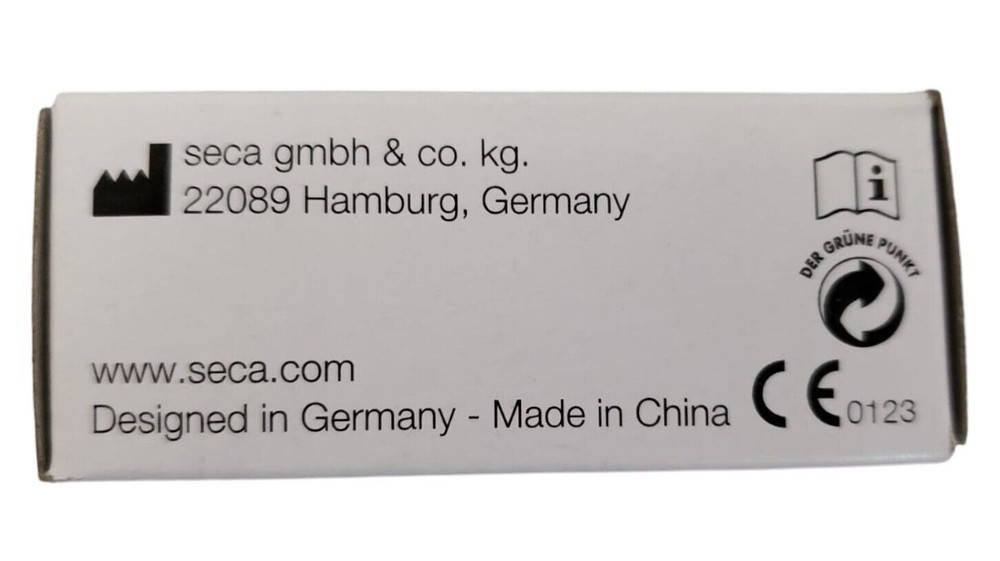 seca gmbh & co. kg.
22089 Hamburg, Germany
i
DER GRÜNE PUNKT
www.seca.com
Designed in Germany - Made in China
CE 0123